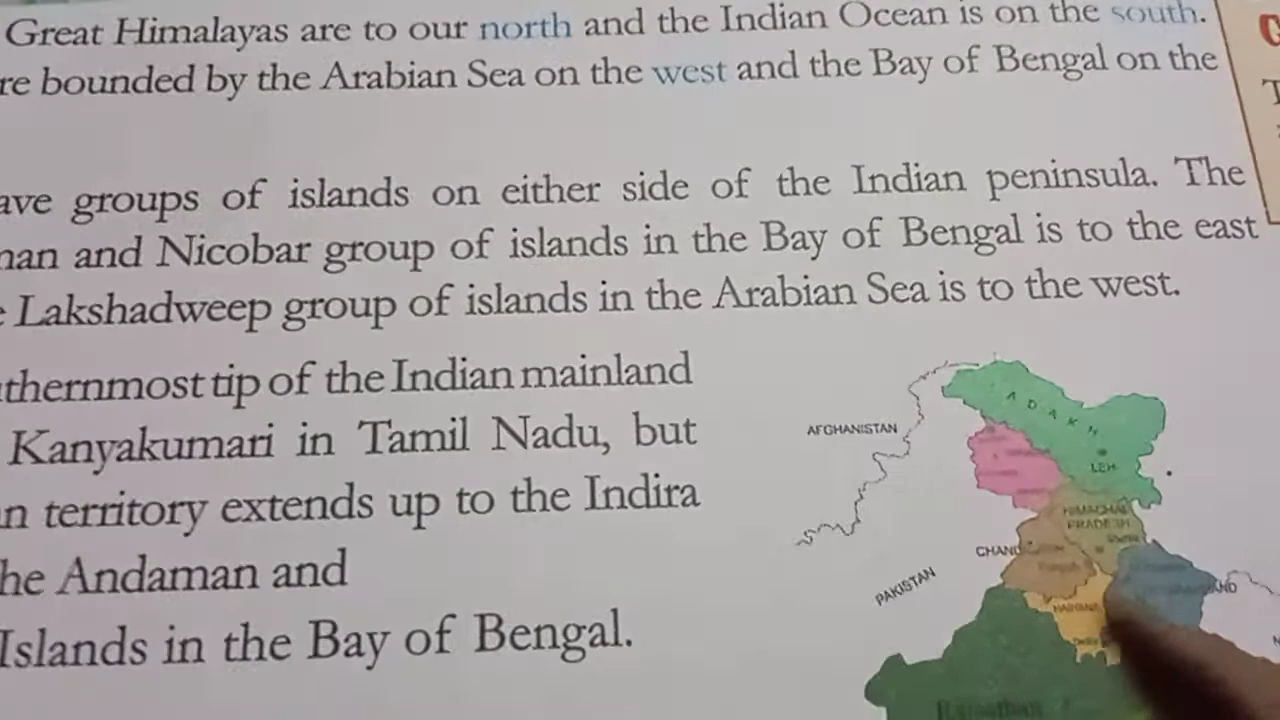 Great Himalayas are to our north and the Indian Ocean is on the south.
re bounded by the Arabian Sea on the west and the Bay of Bengal on the
ave groups of islands on either side of the Indian peninsula. The
nan and Nicobar group of islands in the Bay of Bengal is to the east
e Lakshadweep group of islands in the Arabian Sea is to the west.
thernmost tip of the Indian mainland
Kanyakumari in Tamil Nadu, but
n territory extends up to the Indira
he Andaman and
Islands in the Bay of Bengal.
ADAKH
AFGHANISTAN
LEH
HIMACHAL
PRADESH
CHAND
PAKISTAN
HARYANA
Rajasthan